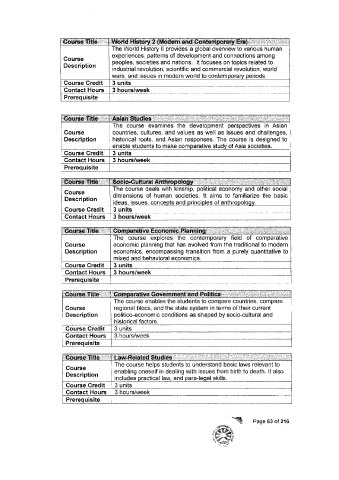 Course Title World History 2 (Modern and Contemporary Era)
The World History II provides a global overview to various human
experiences, patterns of development and connections among
Course Description peoples, societies and nations. It focuses on topics related to
industrial revolution, scientific and commercial revolution, world
wars, and issues in modern world to contemporary periods.
Course Credit 3 units
Contact Hours 3 hours/week
Prerequisite
Course Title Asian Studies
The course examines the development perspectives in Asian
Course Description countries, cultures, and values as well as issues and challenges,
historical roots, and Asian responses. The course is designed to
enable students to make comparative study of Asia societies.
Course Credit 3 units
Contact Hours 3 hours/week
Prerequisite
Course Title Socio-Cultural Anthropology
The course deals with kinship, political economy and other social
Course Description dimensions of human societies. It aims to familiarize the basic
ideas, issues, concepts and principles of anthropology.
Course Credit 3 units
Contact Hours 3 hours/week
Course Title Comparative Economic Planning
The course explores the contemporary field of comparative
Course Description economic planning that has evolved from the traditional to modern
economics, encompassing transition from a purely quantitative to
mixed and behavioral economics.
Course Credit 3 units
Contact Hours 3 hours/week
Prerequisite
Course Title Comparative Government and Politics
The course enables the students to compare countries, compare
Course Description regional blocs, and the state system in terms of their current
politico-economic conditions as shaped by socio-cultural and
historical factors.
Course Credit 3 units
Contact Hours 3 hours/week
Prerequisite
Course Title Law-Related Studies
The course helps students to understand basic laws relevant to
Course Description enabling oneself in dealing with issues from birth to death. It also
includes practical law, and para-legal skills.
Course Credit 3 units
Contact Hours 3 hours/week
Prerequisite
Page 63 of 216